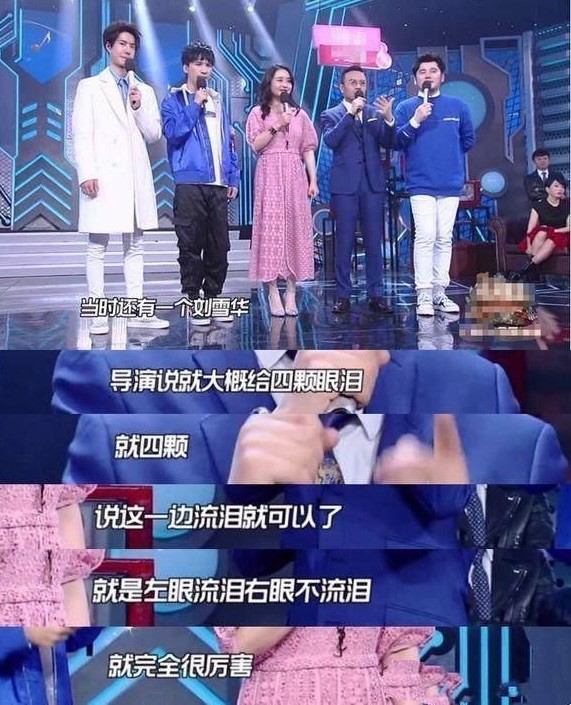 当时还有一个刘雪华
导演说就大概给四颗眼泪
就四颗
说这一边流泪就可以了
就是左眼流泪右眼不流泪
就完全很厉害